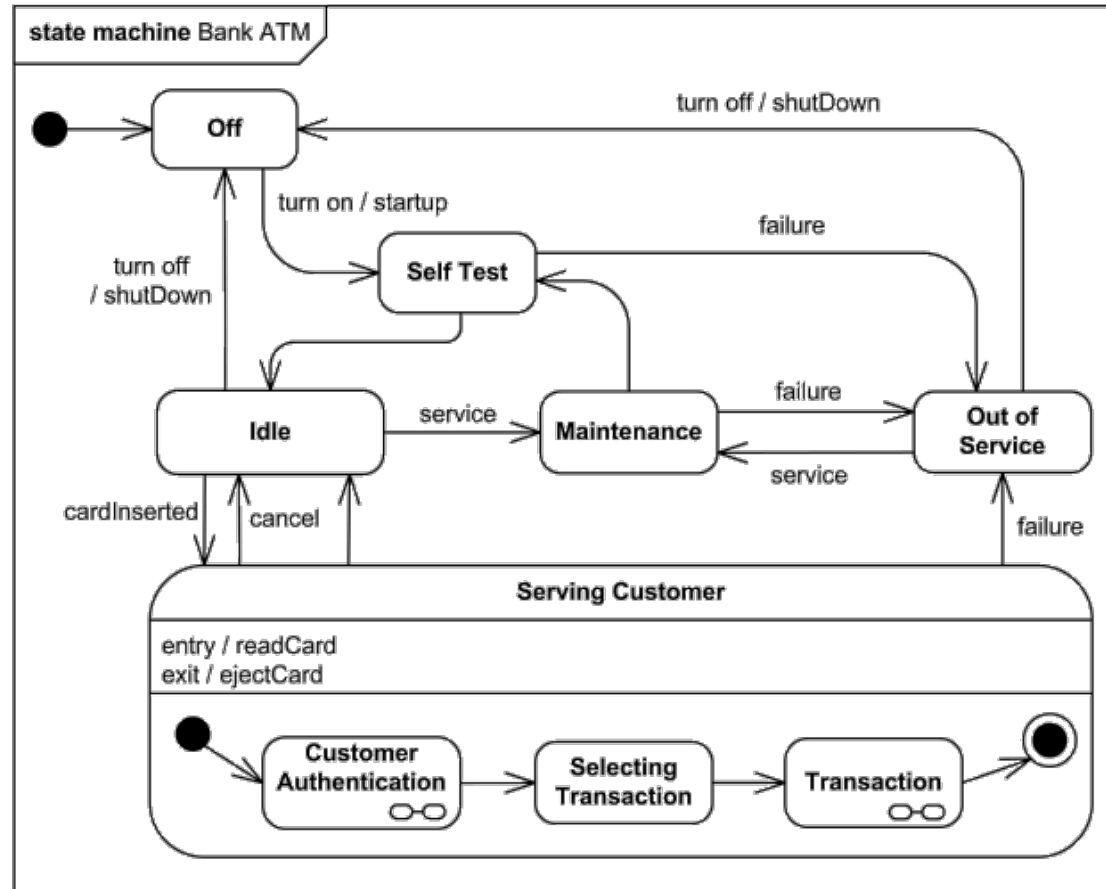 state machine Bank ATM
Off
turn off / shutDown
turn on / startup
failure
Self Test
turn off
/ shutDown
Idle
service
Maintenance
failure
service
Out of
Service
cardInserted
cancel
failure
Serving Customer
entry / readCard
exit / ejectCard
Customer
Authentication
Selecting
Transaction
Transaction